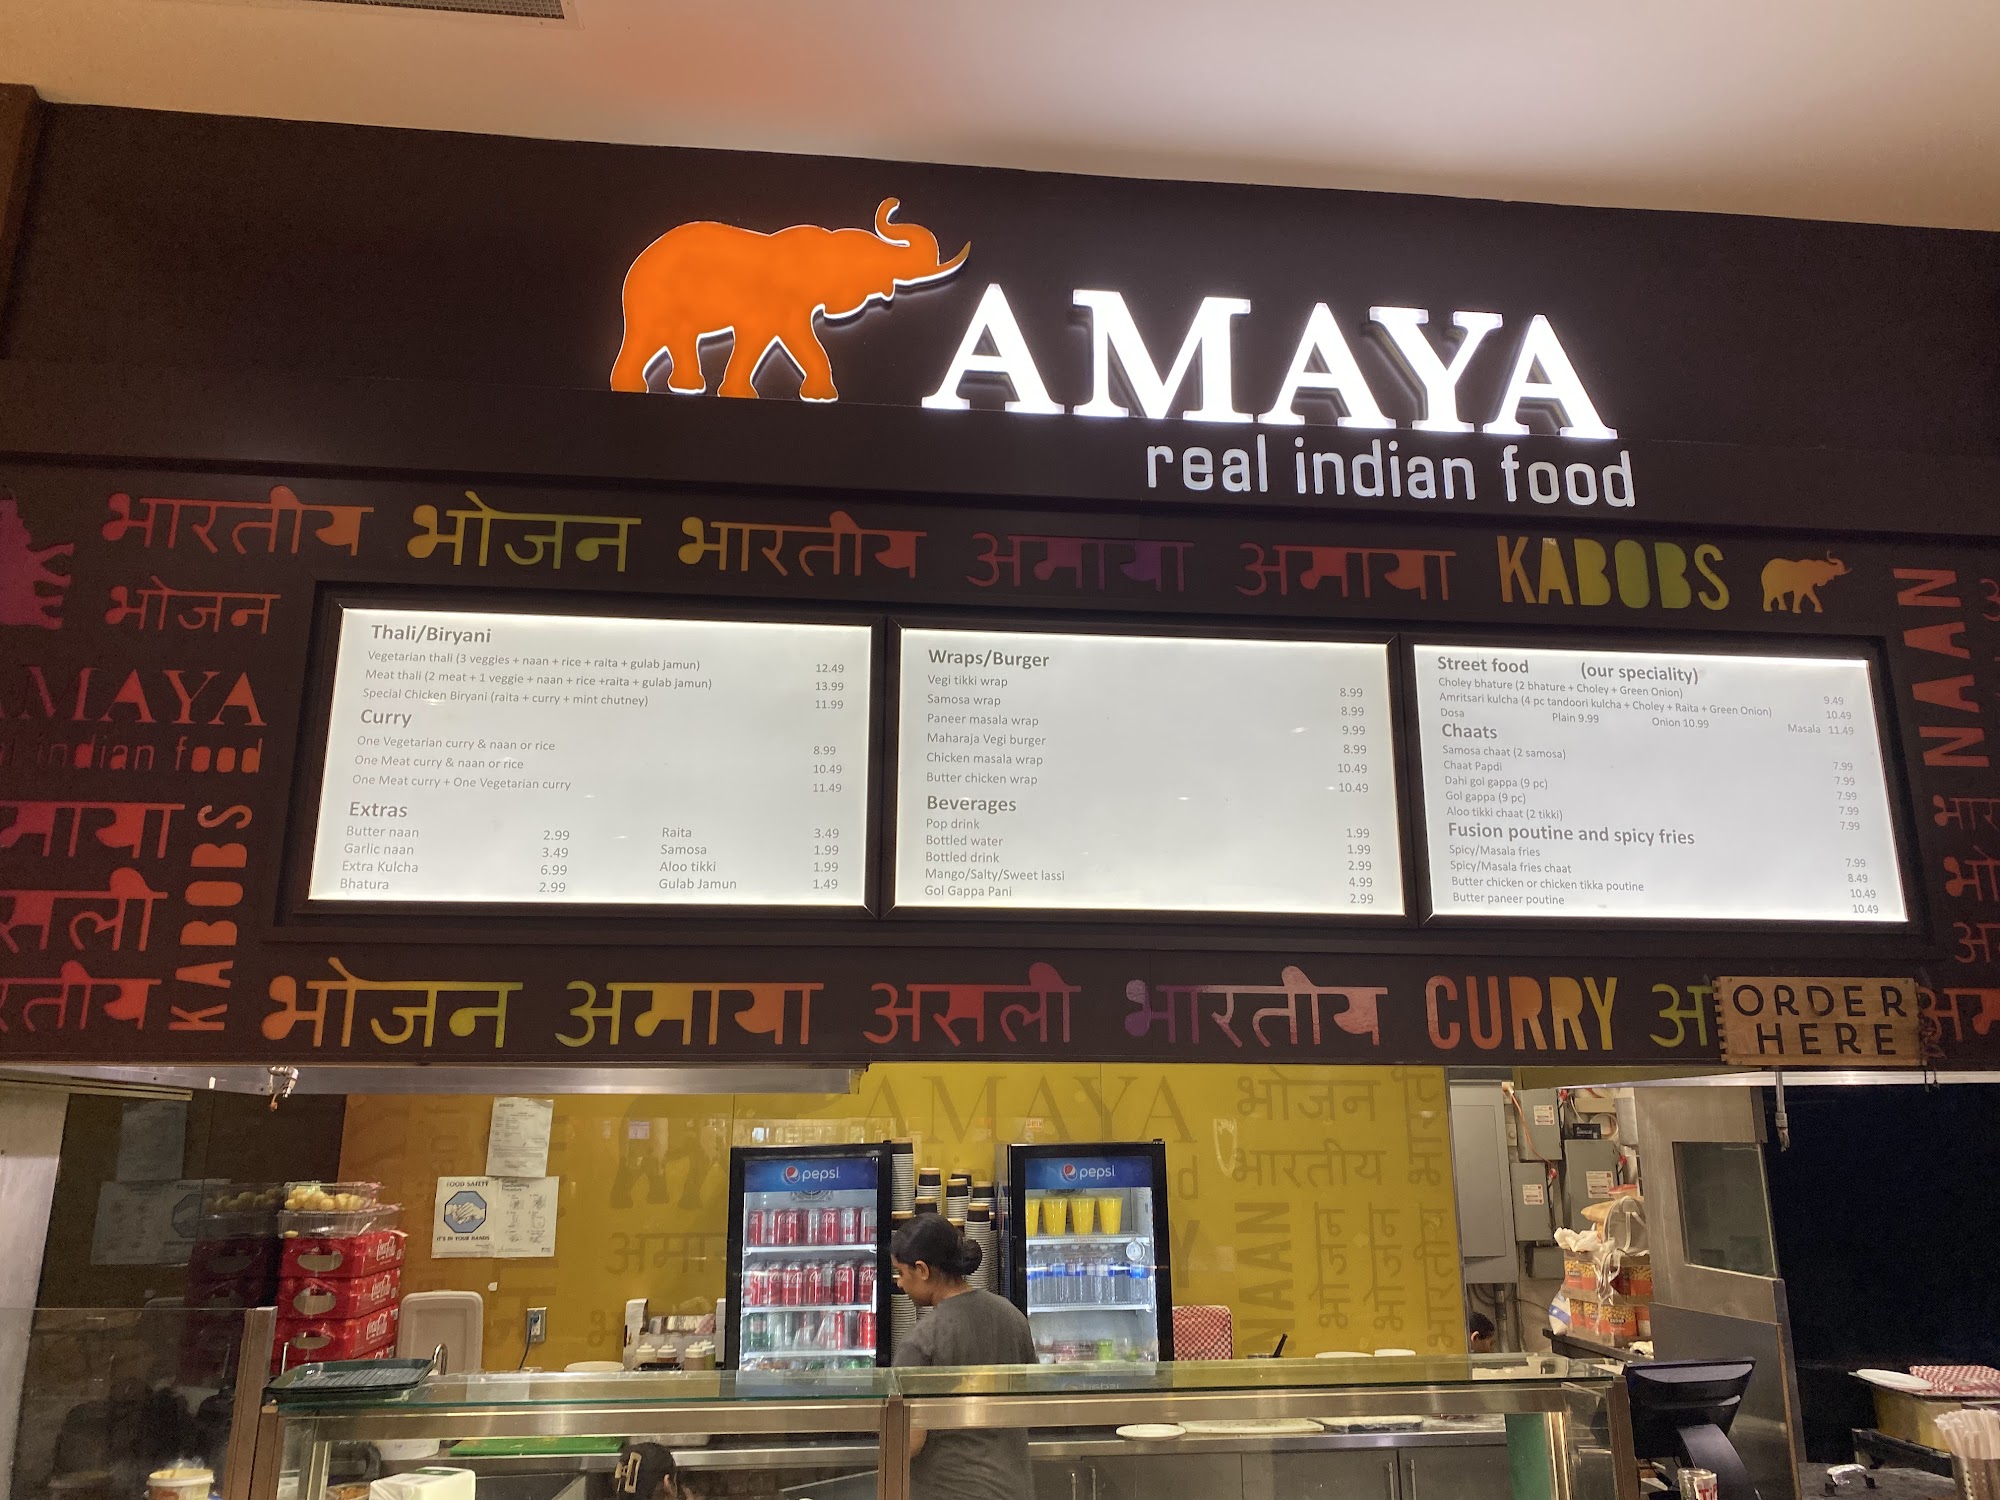 AMAYA
real indian food
भारतीय भोजन भारतीय अमाया अमाया KABOBS
भोजन
AMAYA
indian food
KABOBS
NAAN
Thali/Biryani
Vegetarian thali (3 veggies + naan + rice + raita + gulab jamun) 12.49
Meat thali (2 meat + 1 veggie + naan + rice +raita + gulab jamun) 13.99
Special Chicken Biryani (raita + curry + mint chutney) 11.99
Curry
One Vegetarian curry & naan or rice 8.99
One Meat curry & naan or rice 10.49
One Meat curry + One Vegetarian curry 11.49
Extras
Butter naan 2.99 Raita 3.49
Garlic naan 3.49 Samosa 1.99
Extra Kulcha 6.99 Aloo tikki 1.99
Bhatura 2.99 Gulab Jamun 1.49
Wraps/Burger
Vegi tikki wrap 8.99
Samosa wrap 8.99
Paneer masala wrap 9.99
Maharaja Vegi burger 8.99
Chicken masala wrap 10.49
Butter chicken wrap 10.49
Beverages
Pop drink 1.99
Bottled water 1.99
Bottled drink 2.99
Mango/Salty/Sweet lassi 4.99
Gol Gappa Pani 2.99
Street food (our speciality)
Choley bhature (2 bhature + Choley + Green Onion) 9.49
Amritsari kulcha (4 pc tandoori kulcha + Choley + Raita + Green Onion) 10.49
Dosa Plain 9.99 Onion 10.99 Masala 11.49
Chaats
Samosa chaat (2 samosa) 7.99
Chaat Papdi 7.99
Dahi gol gappa (9 pc) 7.99
Gol gappa (9 pc) 7.99
Aloo tikki chaat (2 tikki) 7.99
Fusion poutine and spicy fries
Spicy/Masala fries 7.99
Spicy/Masala fries chaat 8.49
Butter chicken or chicken tikka poutine 10.49
Butter paneer poutine 10.49
भोजन अमाया असली भारतीय CURRY
ORDER
HERE
AMAYA
भोजन
भारतीय
NAAN
pepsi
pepsi
FOOD SAFETY
IT'S IN YOUR HANDS
Coca-Cola
Coca-Cola
Coca-Cola